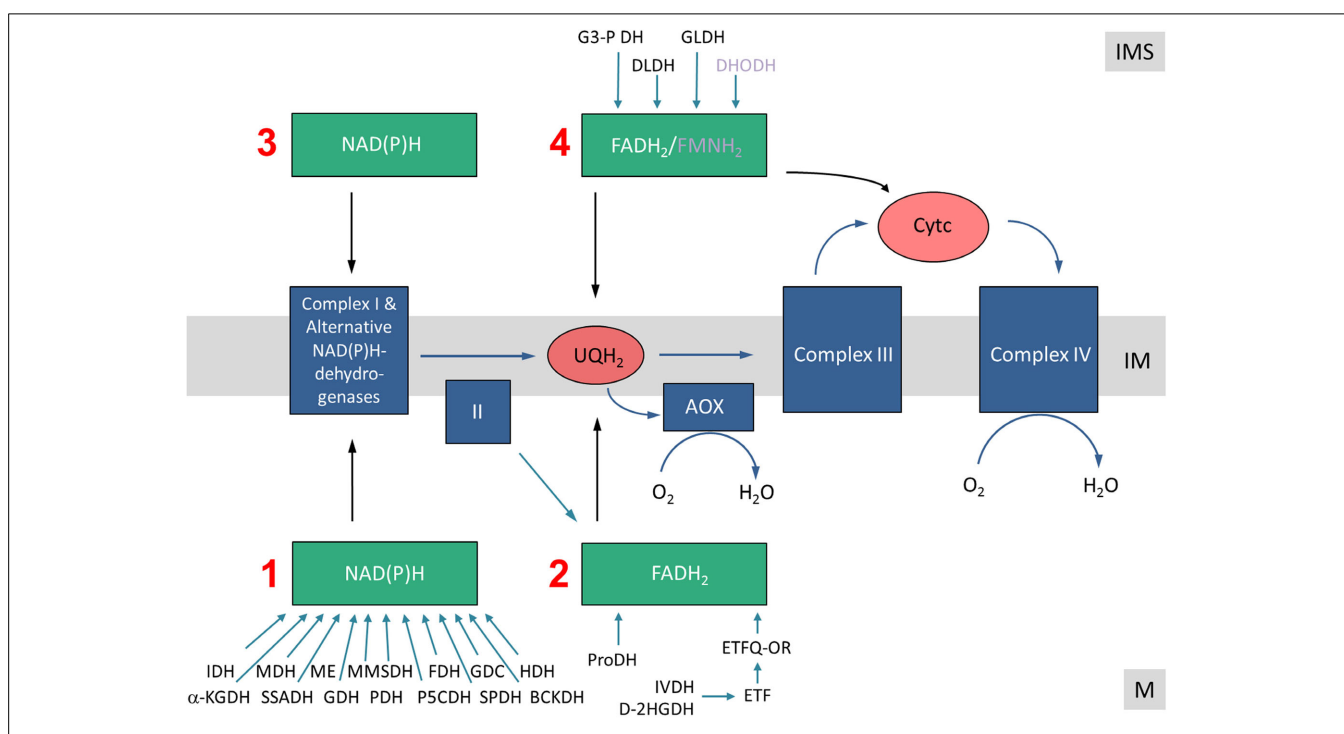 G3-P DH GLDH
IMS
DLDH DHODH
3 NAD(P)H
4 FADH₂/FMNH₂
Cytc
Complex I &
Alternative
NAD(P)H-
dehydro-
genases
UQH₂
Complex III
Complex IV
IM
II
AOX
O₂ H₂O
O₂ H₂O
1 NAD(P)H
2 FADH₂
ProDH
ETFQ-OR
IDH MDH ME MMSDH FDH GDC HDH
α-KGDH SSADH GDH PDH P5CDH SPDH BCKDH
IVDH
D-2HGDH
ETF
M